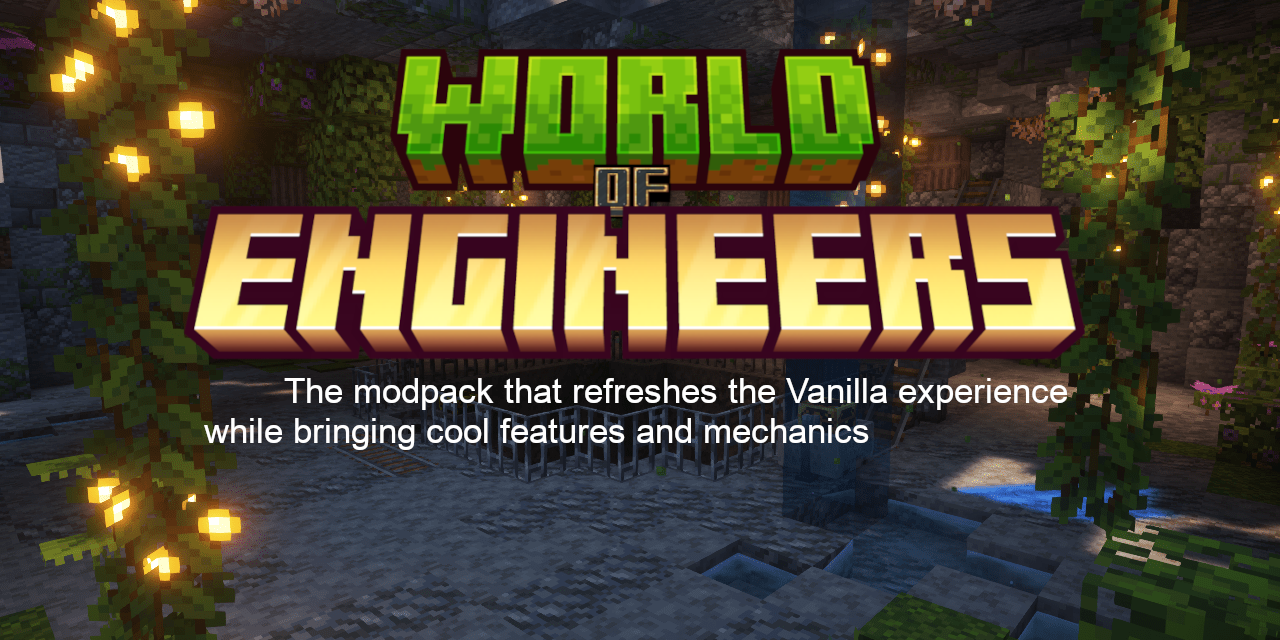 WORLD
OF
ENGINEERS
The modpack that refreshes the Vanilla experience
while bringing cool features and mechanics